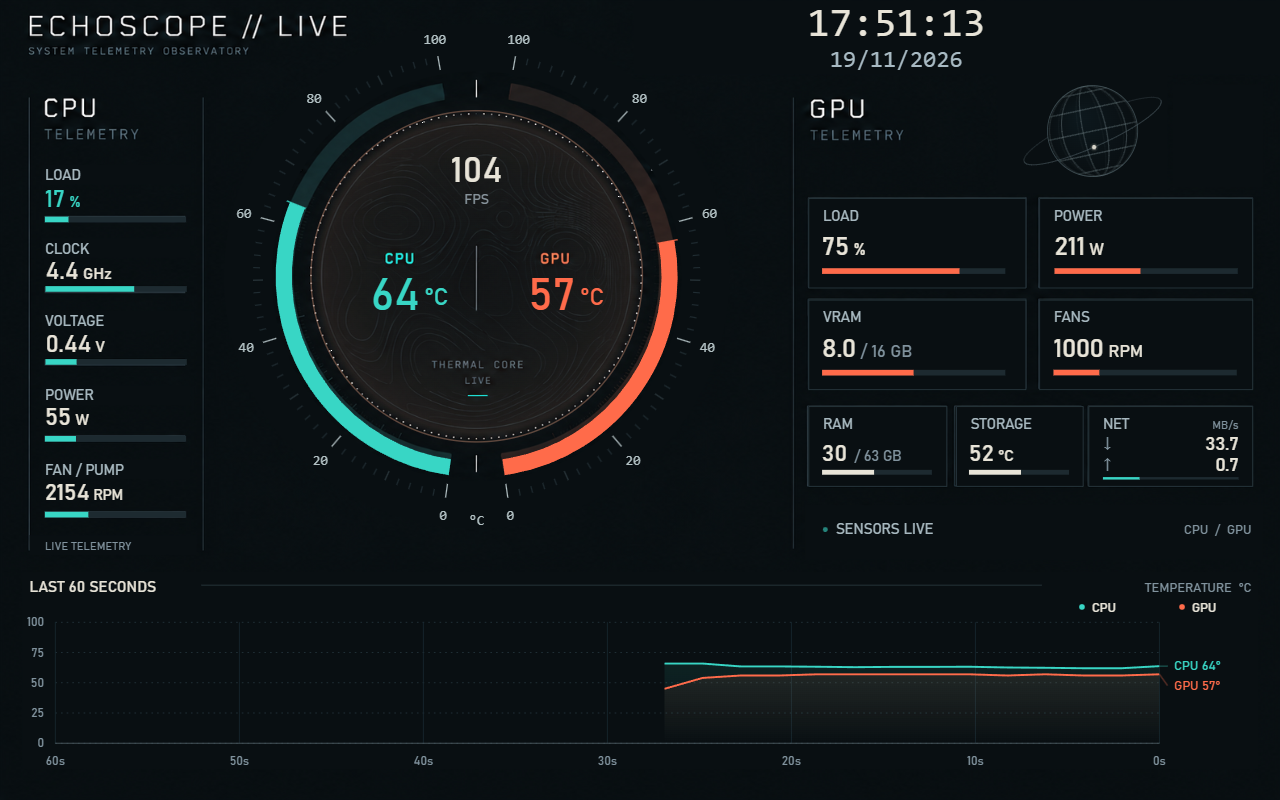 ECHOSCOPE // LIVE
SYSTEM TELEMETRY OBSERVATORY
17:51:13
19/11/2026
CPU
TELEMETRY
LOAD
17 %
CLOCK
4.4 GHz
VOLTAGE
0.44 V
POWER
55 W
FAN / PUMP
2154 RPM
LIVE TELEMETRY
100 100
80 80
60 60
40 40
20 20
0 °C 0
104
FPS
CPU GPU
64 °C 57 °C
THERMAL CORE
LIVE
GPU
TELEMETRY
LOAD
75 %
POWER
211 W
VRAM
8.0 / 16 GB
FANS
1000 RPM
RAM
30 / 63 GB
STORAGE
52 °C
NET MB/s
↓ 33.7
↑ 0.7
SENSORS LIVE
CPU / GPU
LAST 60 SECONDS
TEMPERATURE °C
CPU GPU
100
75
50
25
0
CPU 64°
GPU 57°
60s 50s 40s 30s 20s 10s 0s